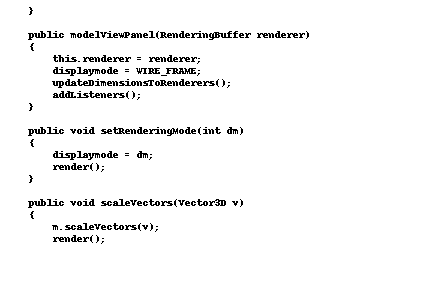 }
public modelViewPanel(RenderingBuffer renderer)
{
this.renderer = renderer;
displaymode = WIRE_FRAME;
updateDimensionsToRenderers();
addListeners();
}
public void setRenderingMode(int dm)
{
displaymode = dm;
render();
}
public void scaleVectors(Vector3D v)
{
m.scaleVectors(v);
render();